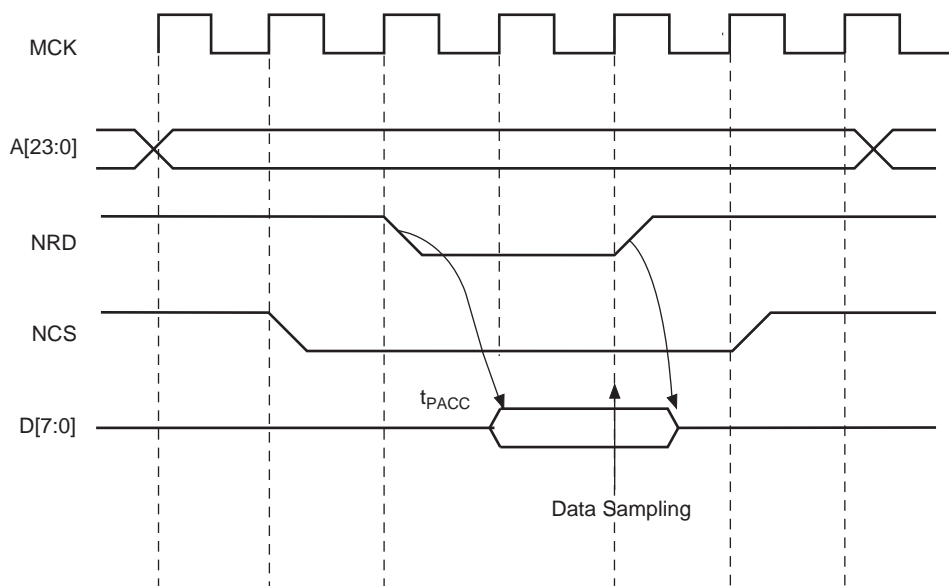 MCK
A[23:0]
NRD
NCS
tPACC
D[7:0]
Data Sampling